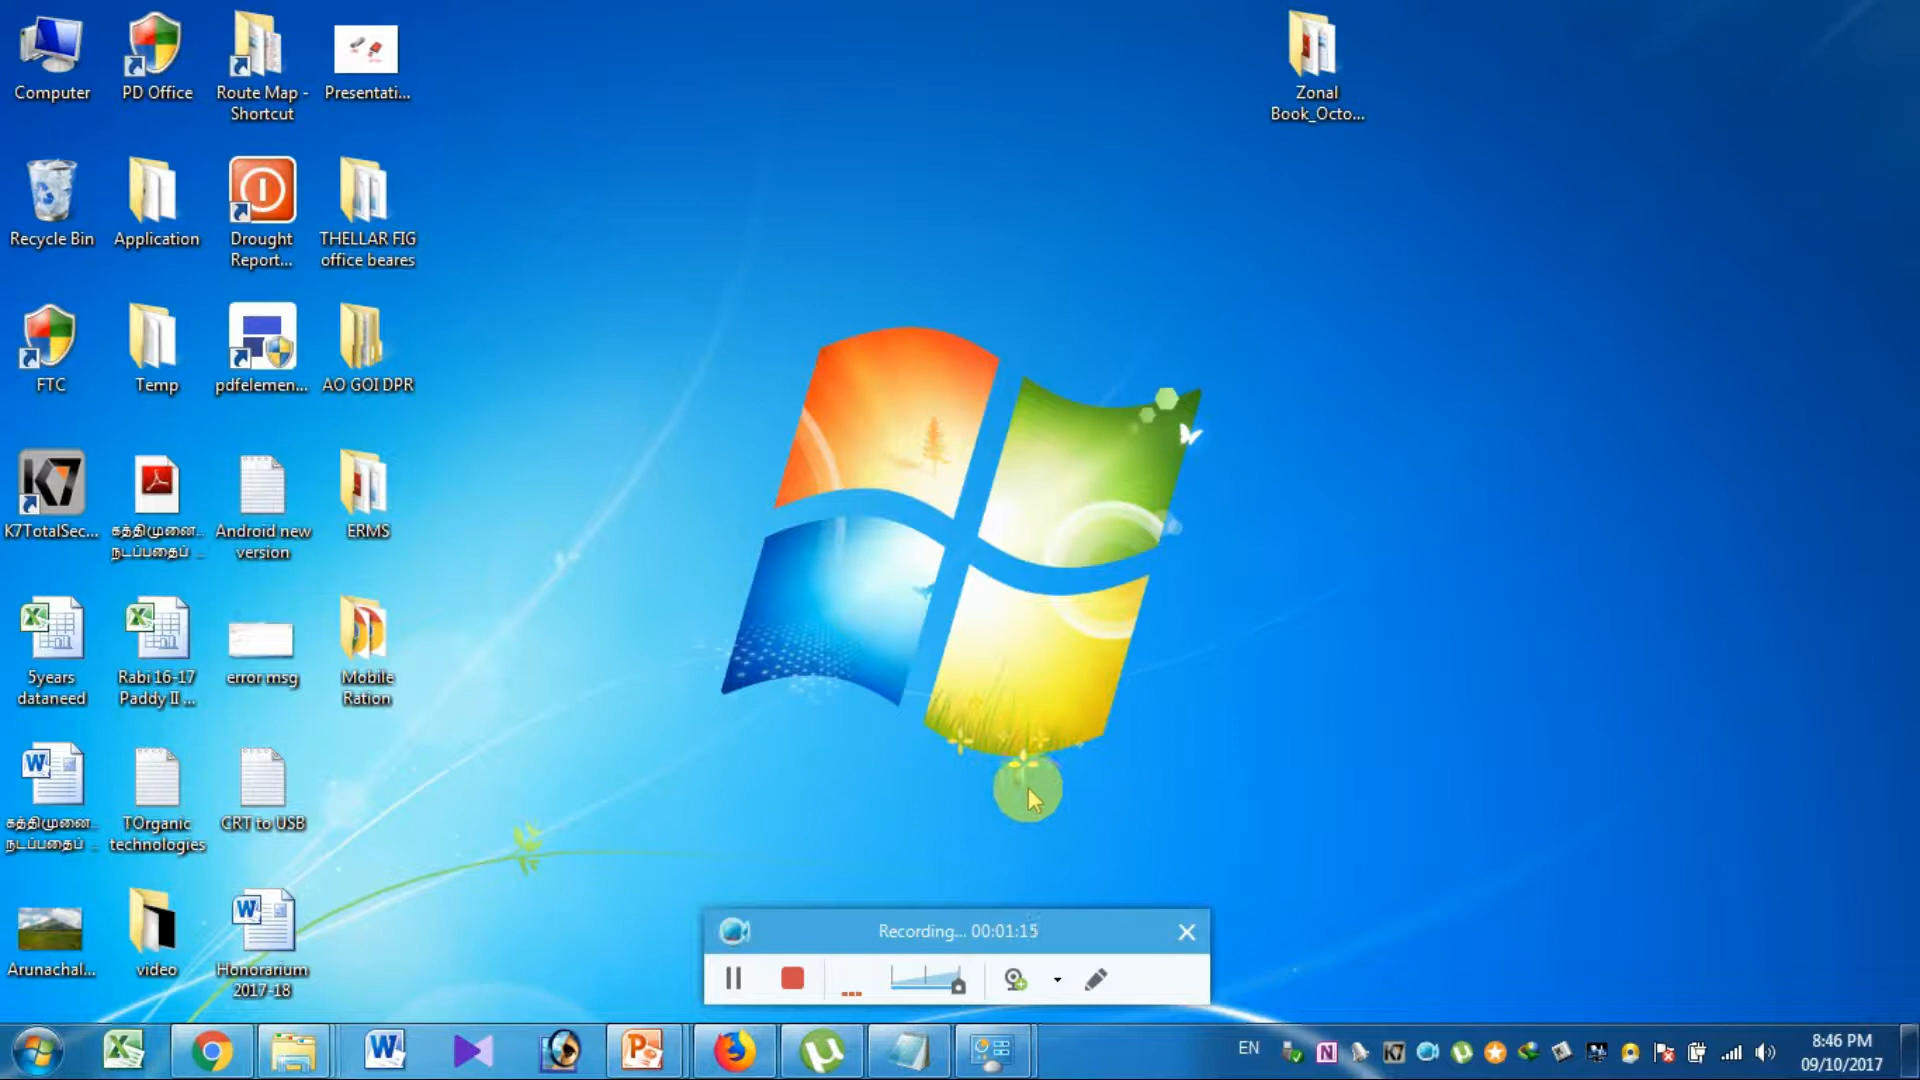 Computer
PD Office
Route Map -
Shortcut
Presentati...
Zonal
Book_Octo...
Recycle Bin
Application
Drought
Report...
THELLAR FIG
office beares
FTC
Temp
pdfelemen...
AO GOI DPR
K7TotalSec...
கத்திமுனை...
நடப்பதைப் ...
Android new
version
ERMS
5years
dataneed
Rabi 16-17
Paddy II ...
error msg
Mobile
Ration
கத்திமுனை...
நடப்பதைப் ...
TOrganic
technologies
CRT to USB
Arunachal...
video
Honorarium
2017-18
Recording... 00:01:15
EN
8:46 PM
09/10/2017